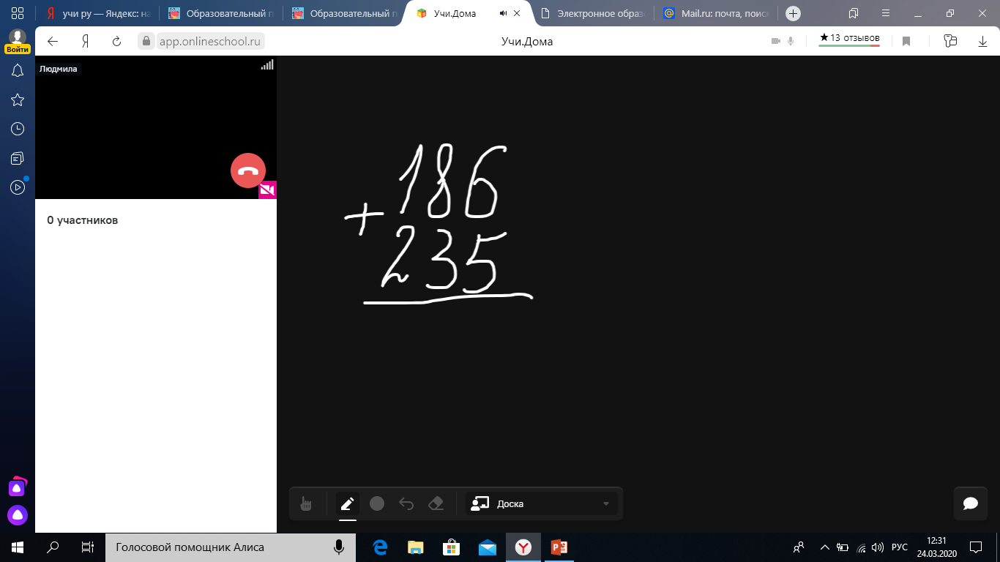 учи ру — Яндекс: на
Образовательный п
Образовательный п
Учи.Дома
Электронное образ
Mail.ru: почта, поиск
Войти
Я
app.onlineschool.ru
Учи.Дома
★13 отзывов
Людмила
0 участников
186
+
235
Доска
Голосовой помощник Алиса
РУС
12:31
24.03.2020